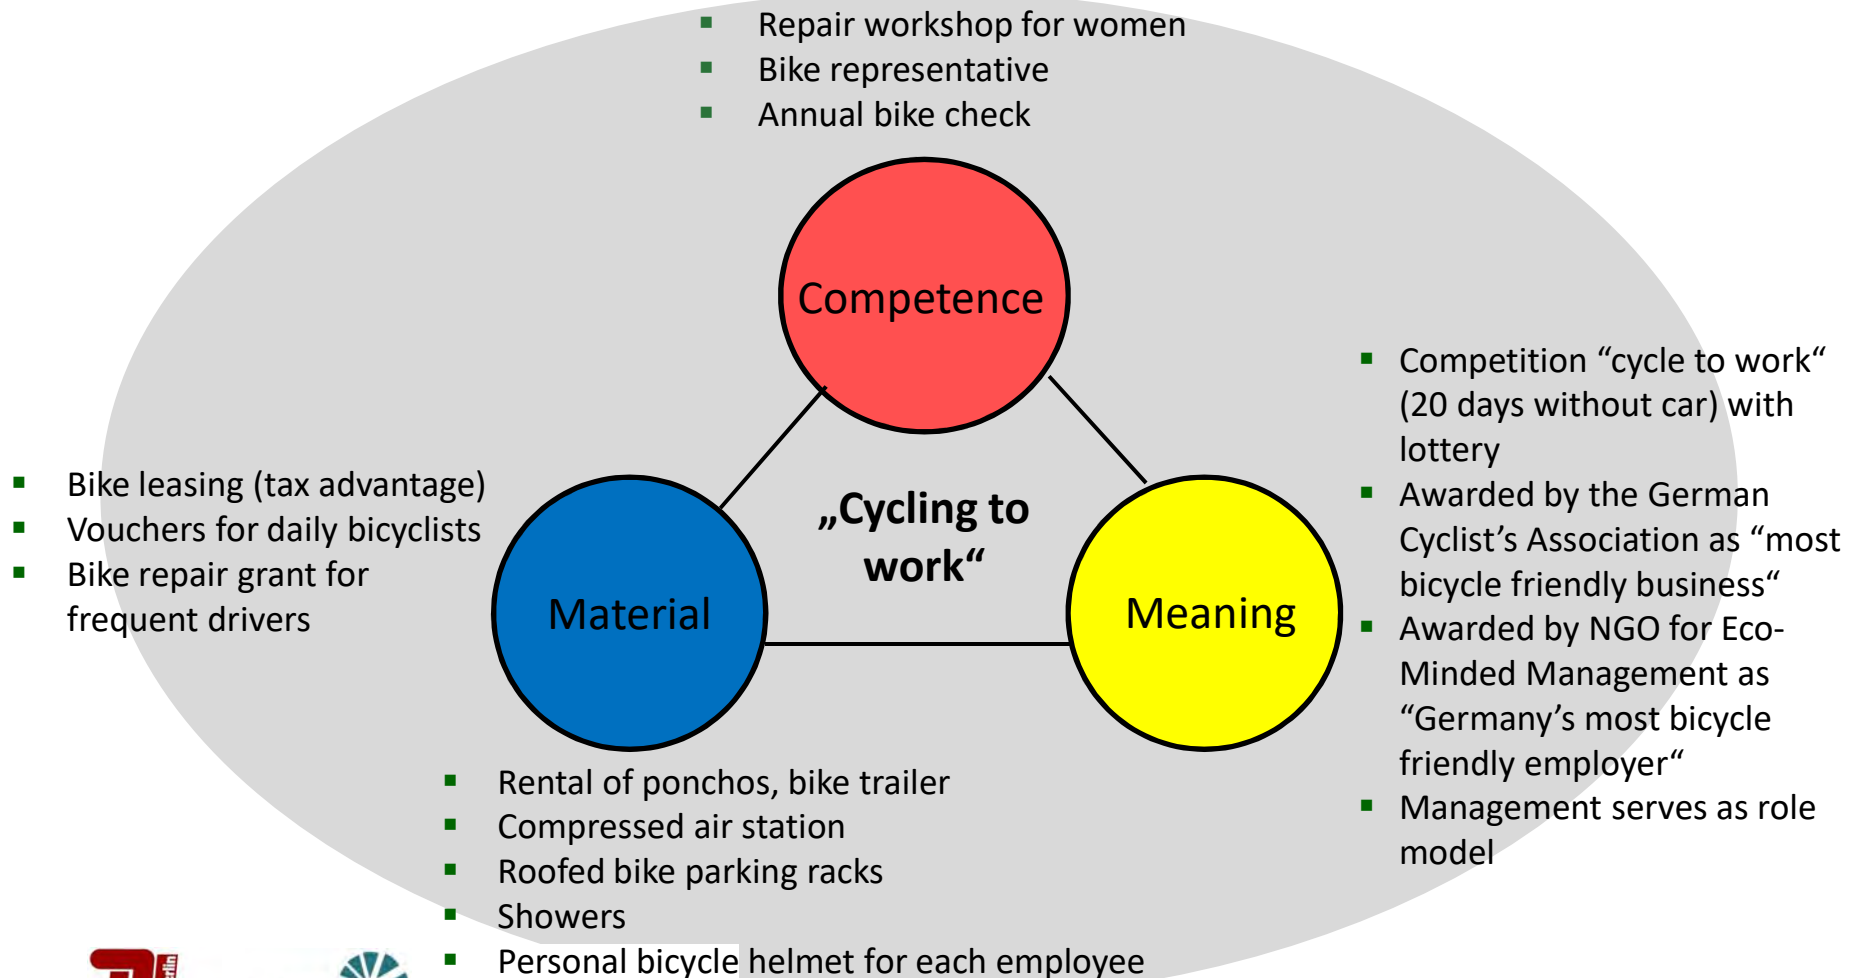 ▪ Repair workshop for women
▪ Bike representative
▪ Annual bike check
Competence
▪ Bike leasing (tax advantage)
▪ Vouchers for daily bicyclists
▪ Bike repair grant for
frequent drivers
„Cycling to
work“
Material
Meaning
▪ Competition “cycle to work“
(20 days without car) with
lottery
▪ Awarded by the German
Cyclist’s Association as “most
bicycle friendly business“
▪ Awarded by NGO for Eco-
Minded Management as
“Germany’s most bicycle
friendly employer“
▪ Management serves as role
model
▪ Rental of ponchos, bike trailer
▪ Compressed air station
▪ Roofed bike parking racks
▪ Showers
▪ Personal bicycle helmet for each employee